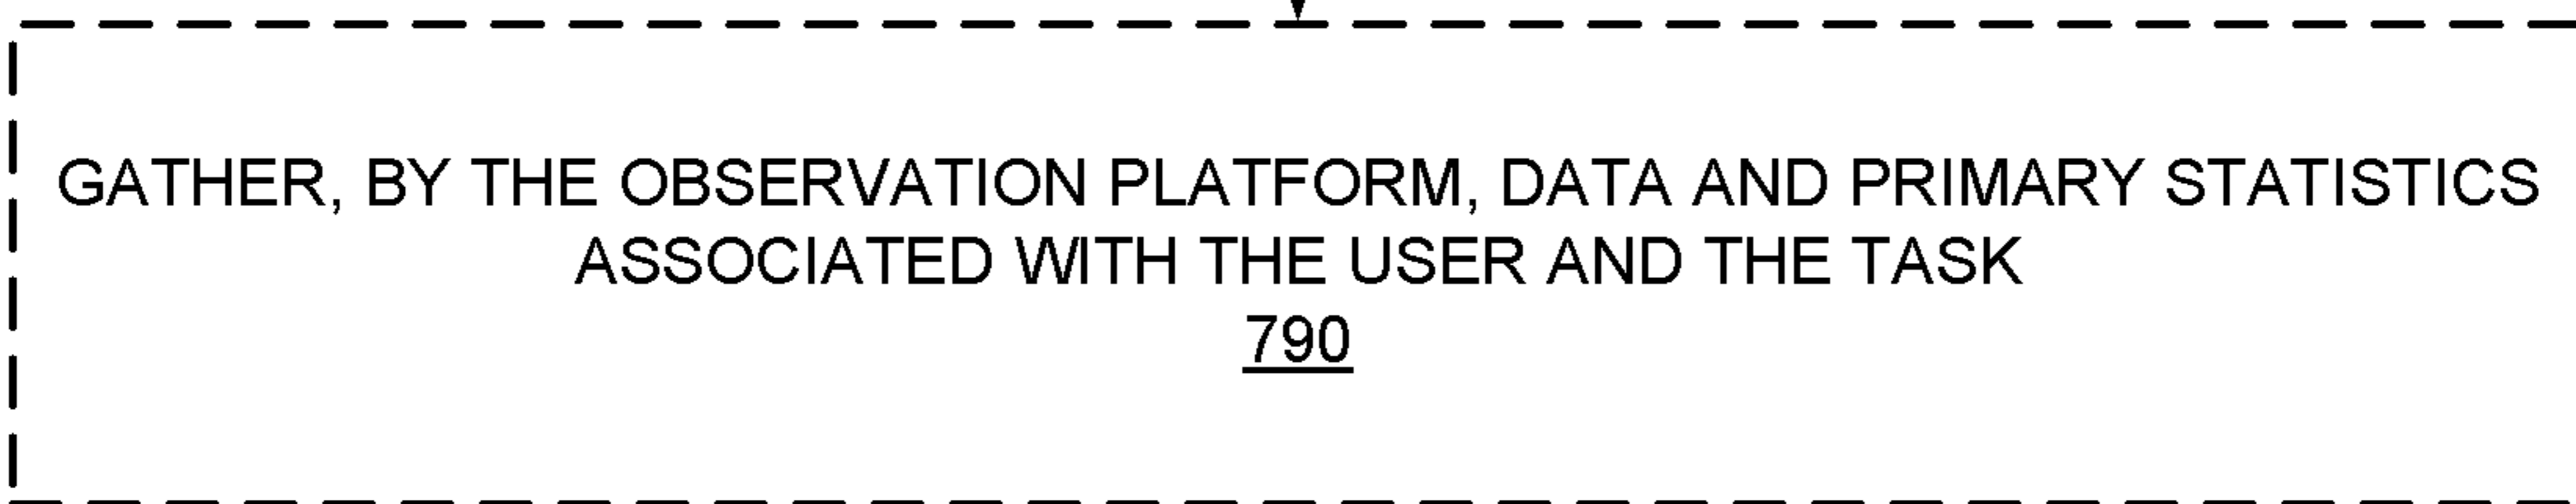 GATHER, BY THE OBSERVATION PLATFORM, DATA AND PRIMARY STATISTICS
ASSOCIATED WITH THE USER AND THE TASK
790